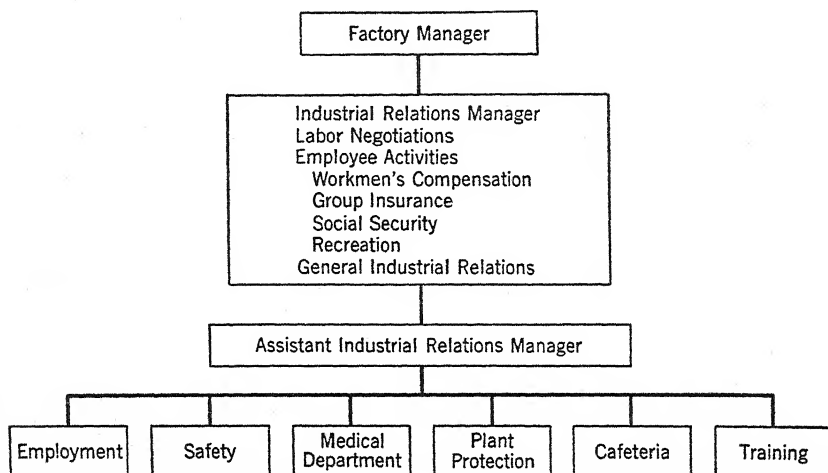 Factory Manager
Industrial Relations Manager
Labor Negotiations
Employee Activities
Workmen's Compensation
Group Insurance
Social Security
Recreation
General Industrial Relations
Assistant Industrial Relations Manager
Employment
Safety
Medical
Department
Plant
Protection
Cafeteria
Training